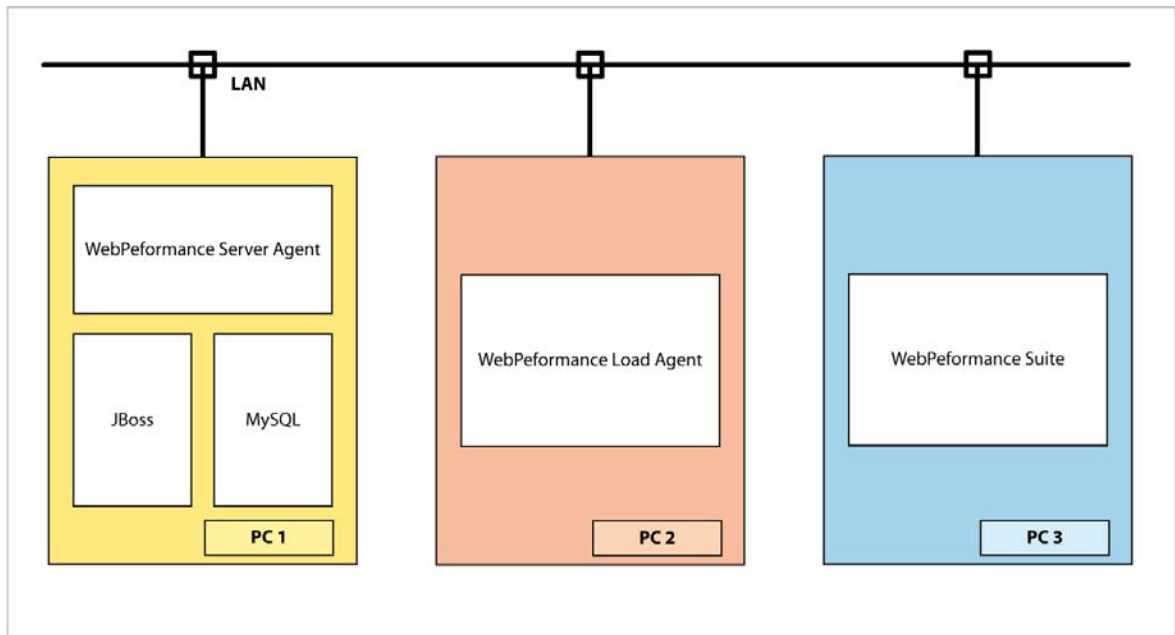 LAN
WebPeformance Server Agent
JBoss
MySQL
PC 1
WebPeformance Load Agent
PC 2
WebPeformance Suite
PC 3